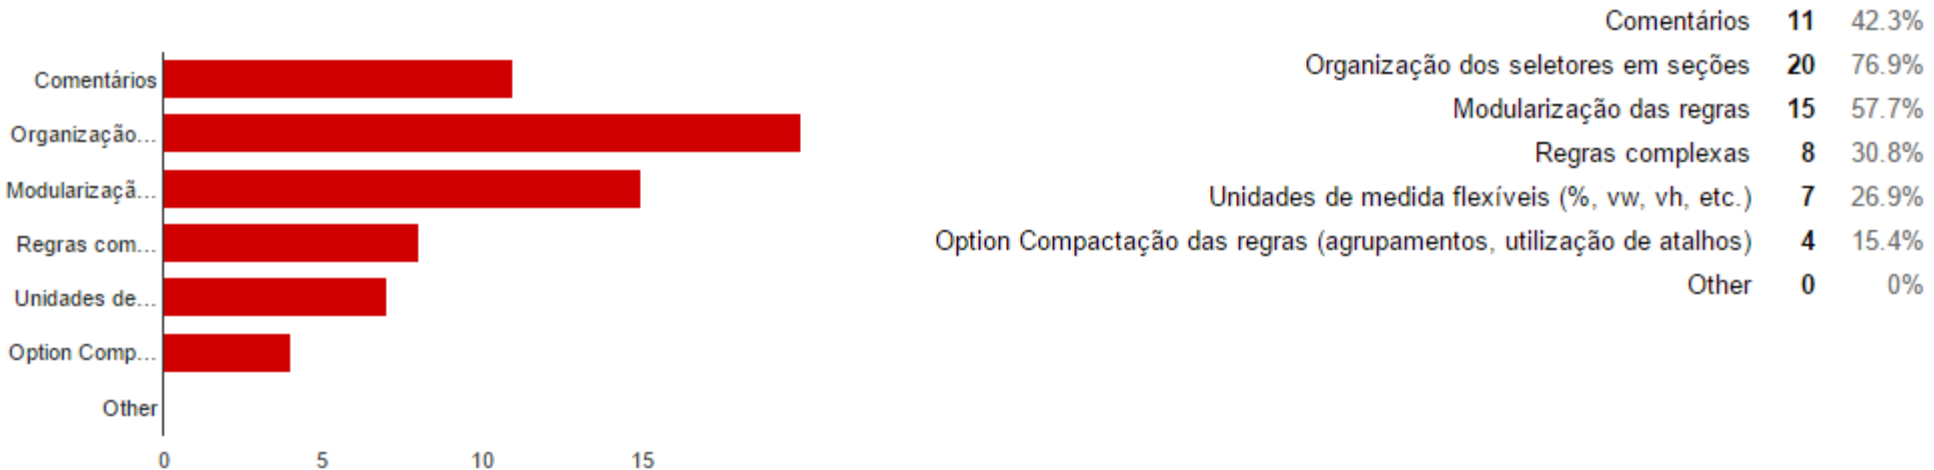 Comentários
Organização...
Modularizaçã...
Regras com...
Unidades de...
Option Comp...
Other
0 5 10 15
Comentários 11 42.3%
Organização dos seletores em seções 20 76.9%
Modularização das regras 15 57.7%
Regras complexas 8 30.8%
Unidades de medida flexíveis (%, vw, vh, etc.) 7 26.9%
Option Compactação das regras (agrupamentos, utilização de atalhos) 4 15.4%
Other 0 0%